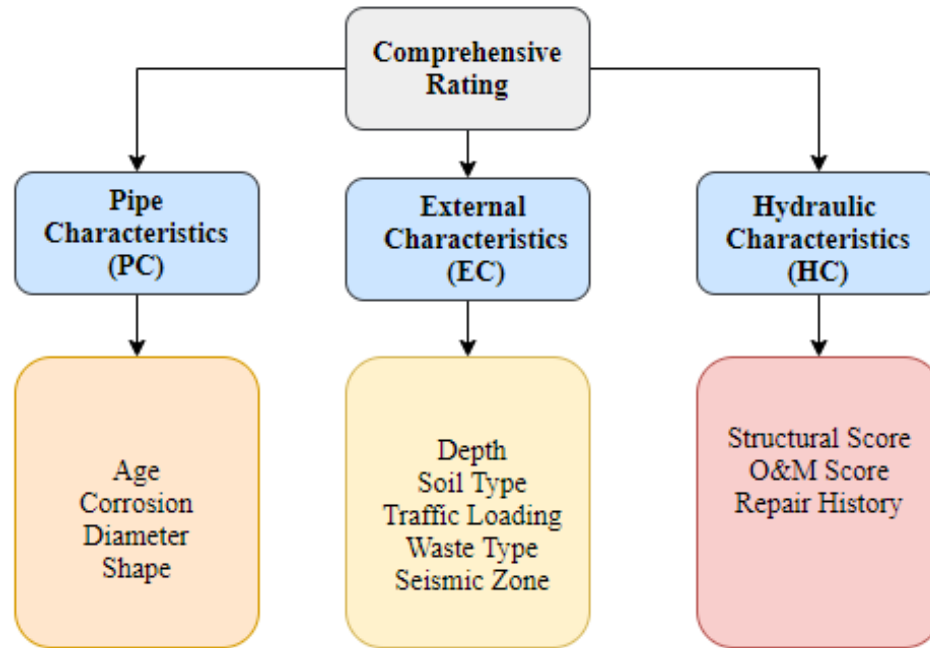 Comprehensive
Rating
Pipe
Characteristics
(PC)
External
Characteristics
(EC)
Hydraulic
Characteristics
(HC)
Age
Corrosion
Diameter
Shape
Depth
Soil Type
Traffic Loading
Waste Type
Seismic Zone
Structural Score
O&M Score
Repair History